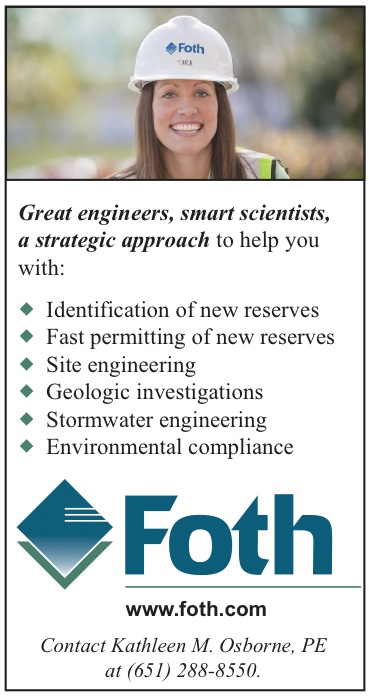 Foth
TARA
Great engineers, smart scientists,
a strategic approach to help you
with:
◆ Identification of new reserves
◆ Fast permitting of new reserves
◆ Site engineering
◆ Geologic investigations
◆ Stormwater engineering
◆ Environmental compliance
Foth
www.foth.com
Contact Kathleen M. Osborne, PE
at (651) 288-8550.